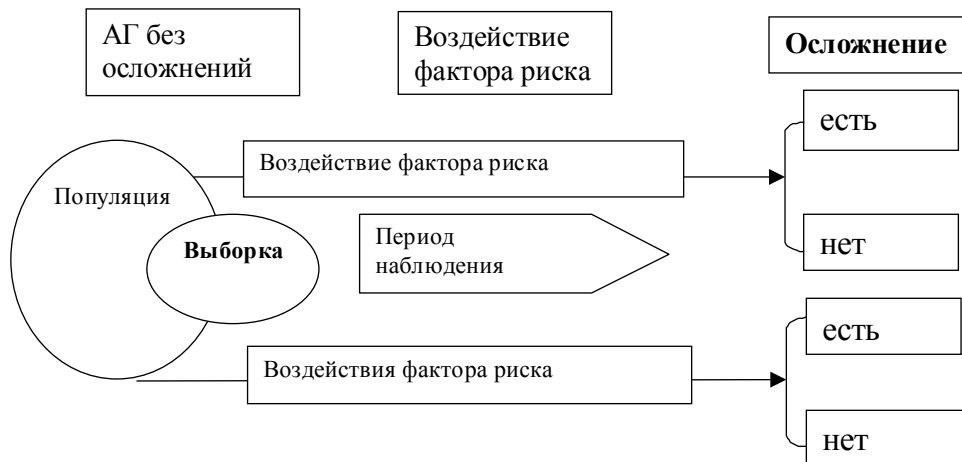 АГ без
осложнений
Воздействие
фактора риска
Осложнение
есть
Воздействие фактора риска
Популяция
Выборка
Период
наблюдения
нет
есть
Воздействия фактора риска
нет